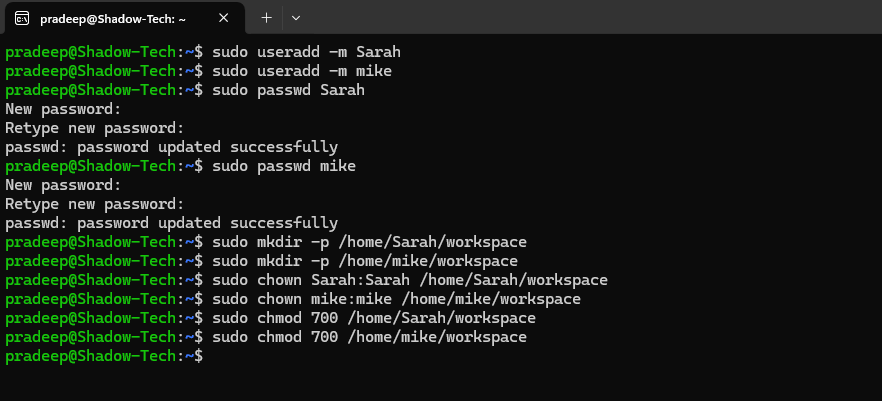 pradeep@Shadow-Tech: ~
pradeep@Shadow-Tech:~$ sudo useradd -m Sarah
pradeep@Shadow-Tech:~$ sudo useradd -m mike
pradeep@Shadow-Tech:~$ sudo passwd Sarah
New password:
Retype new password:
passwd: password updated successfully
pradeep@Shadow-Tech:~$ sudo passwd mike
New password:
Retype new password:
passwd: password updated successfully
pradeep@Shadow-Tech:~$ sudo mkdir -p /home/Sarah/workspace
pradeep@Shadow-Tech:~$ sudo mkdir -p /home/mike/workspace
pradeep@Shadow-Tech:~$ sudo chown Sarah:Sarah /home/Sarah/workspace
pradeep@Shadow-Tech:~$ sudo chown mike:mike /home/mike/workspace
pradeep@Shadow-Tech:~$ sudo chmod 700 /home/Sarah/workspace
pradeep@Shadow-Tech:~$ sudo chmod 700 /home/mike/workspace
pradeep@Shadow-Tech:~$